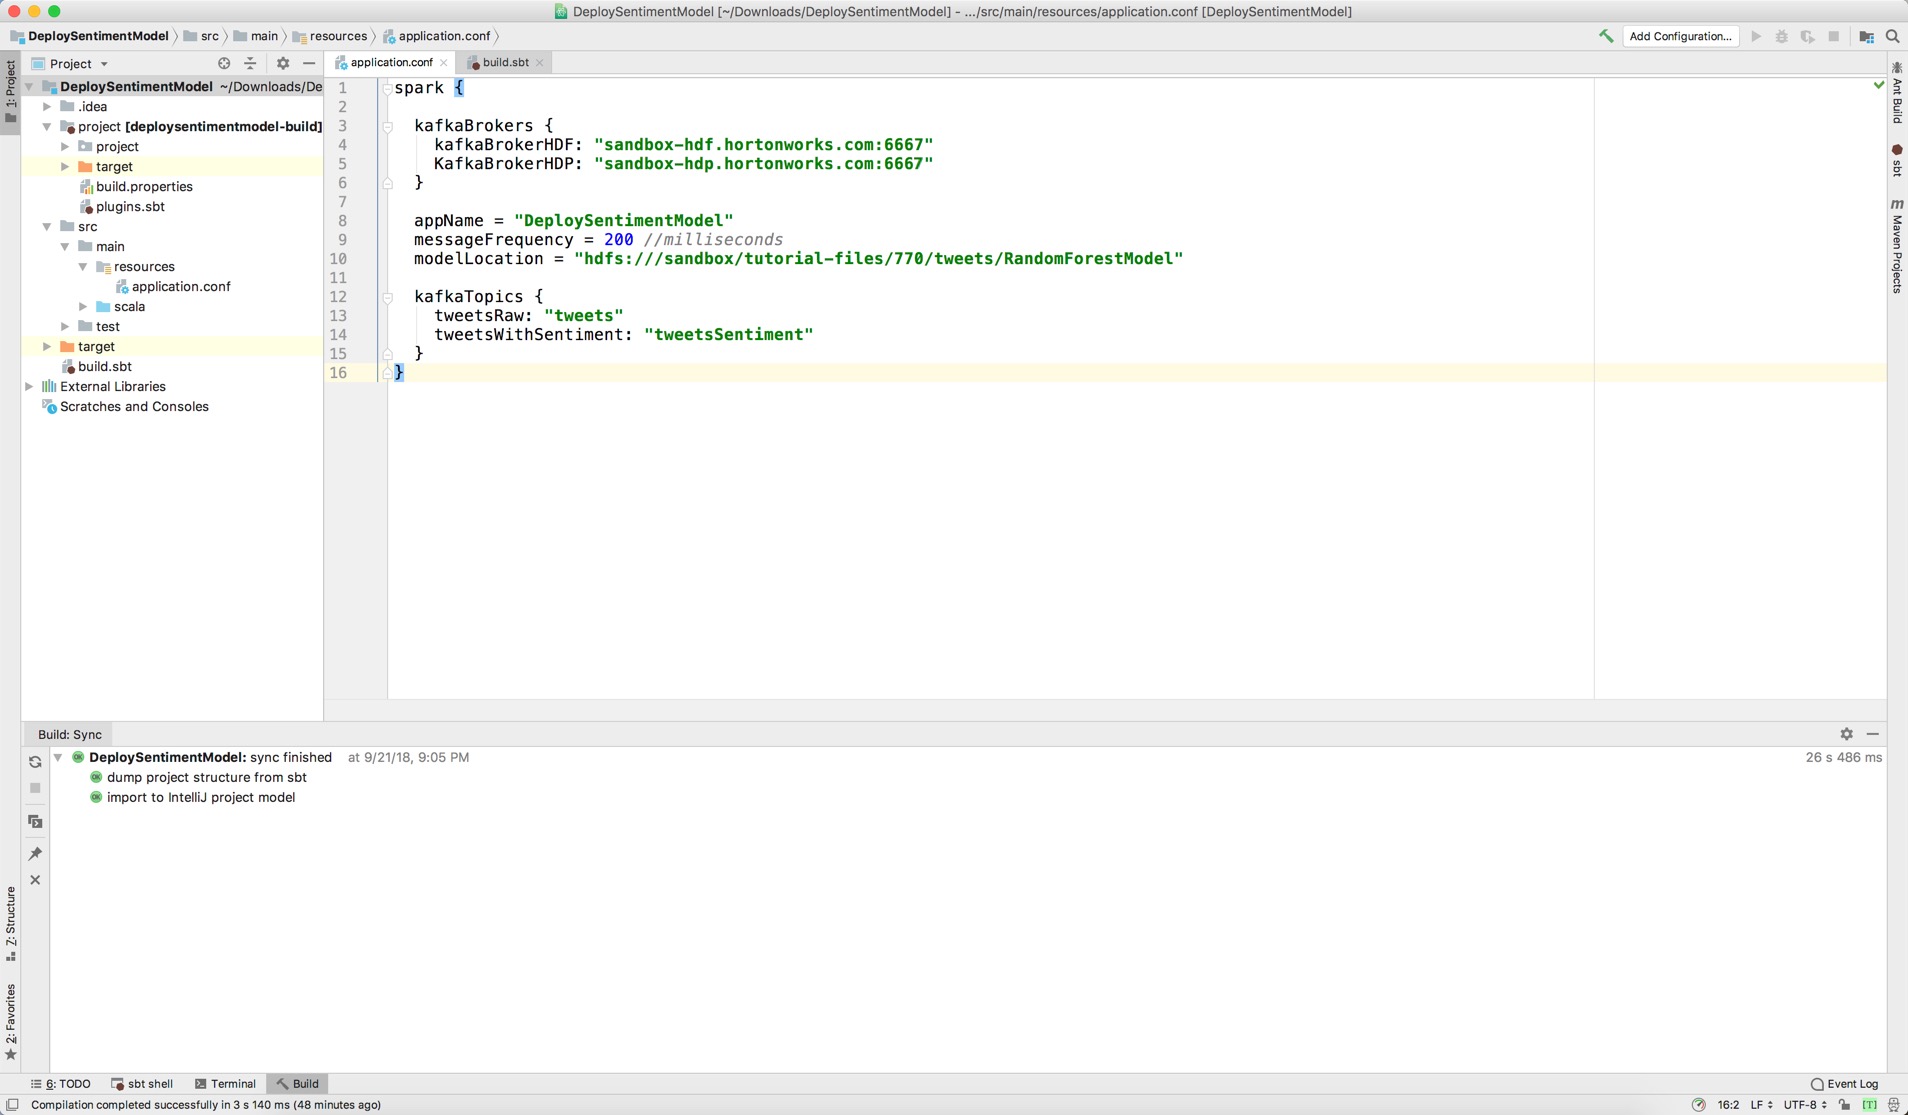 DeploySentimentModel [~/Downloads/DeploySentimentModel] - .../src/main/resources/application.conf [DeploySentimentModel]
DeploySentimentModel src main resources application.conf
Add Configuration...
Project
application.conf
build.sbt
1: Project
DeploySentimentModel ~/Downloads/De
.idea
project [deploysentimentmodel-build]
project
target
build.properties
plugins.sbt
src
main
resources
application.conf
scala
test
target
build.sbt
External Libraries
Scratches and Consoles
1 spark {
2
3 kafkaBrokers {
4 kafkaBrokerHDF: "sandbox-hdf.hortonworks.com:6667"
5 KafkaBrokerHDP: "sandbox-hdp.hortonworks.com:6667"
6 }
7
8 appName = "DeploySentimentModel"
9 messageFrequency = 200 //milliseconds
10 modelLocation = "hdfs:///sandbox/tutorial-files/770/tweets/RandomForestModel"
11
12 kafkaTopics {
13 tweetsRaw: "tweets"
14 tweetsWithSentiment: "tweetsSentiment"
15 }
16 }
Ant Build
sbt
m Maven Projects
Build: Sync
DeploySentimentModel: sync finished at 9/21/18, 9:05 PM 26 s 486 ms
OK dump project structure from sbt
OK import to IntelliJ project model
Z: Structure
2: Favorites
6: TODO sbt shell Terminal Build Event Log
Compilation completed successfully in 3 s 140 ms (48 minutes ago) 16:2 LF UTF-8 [T]